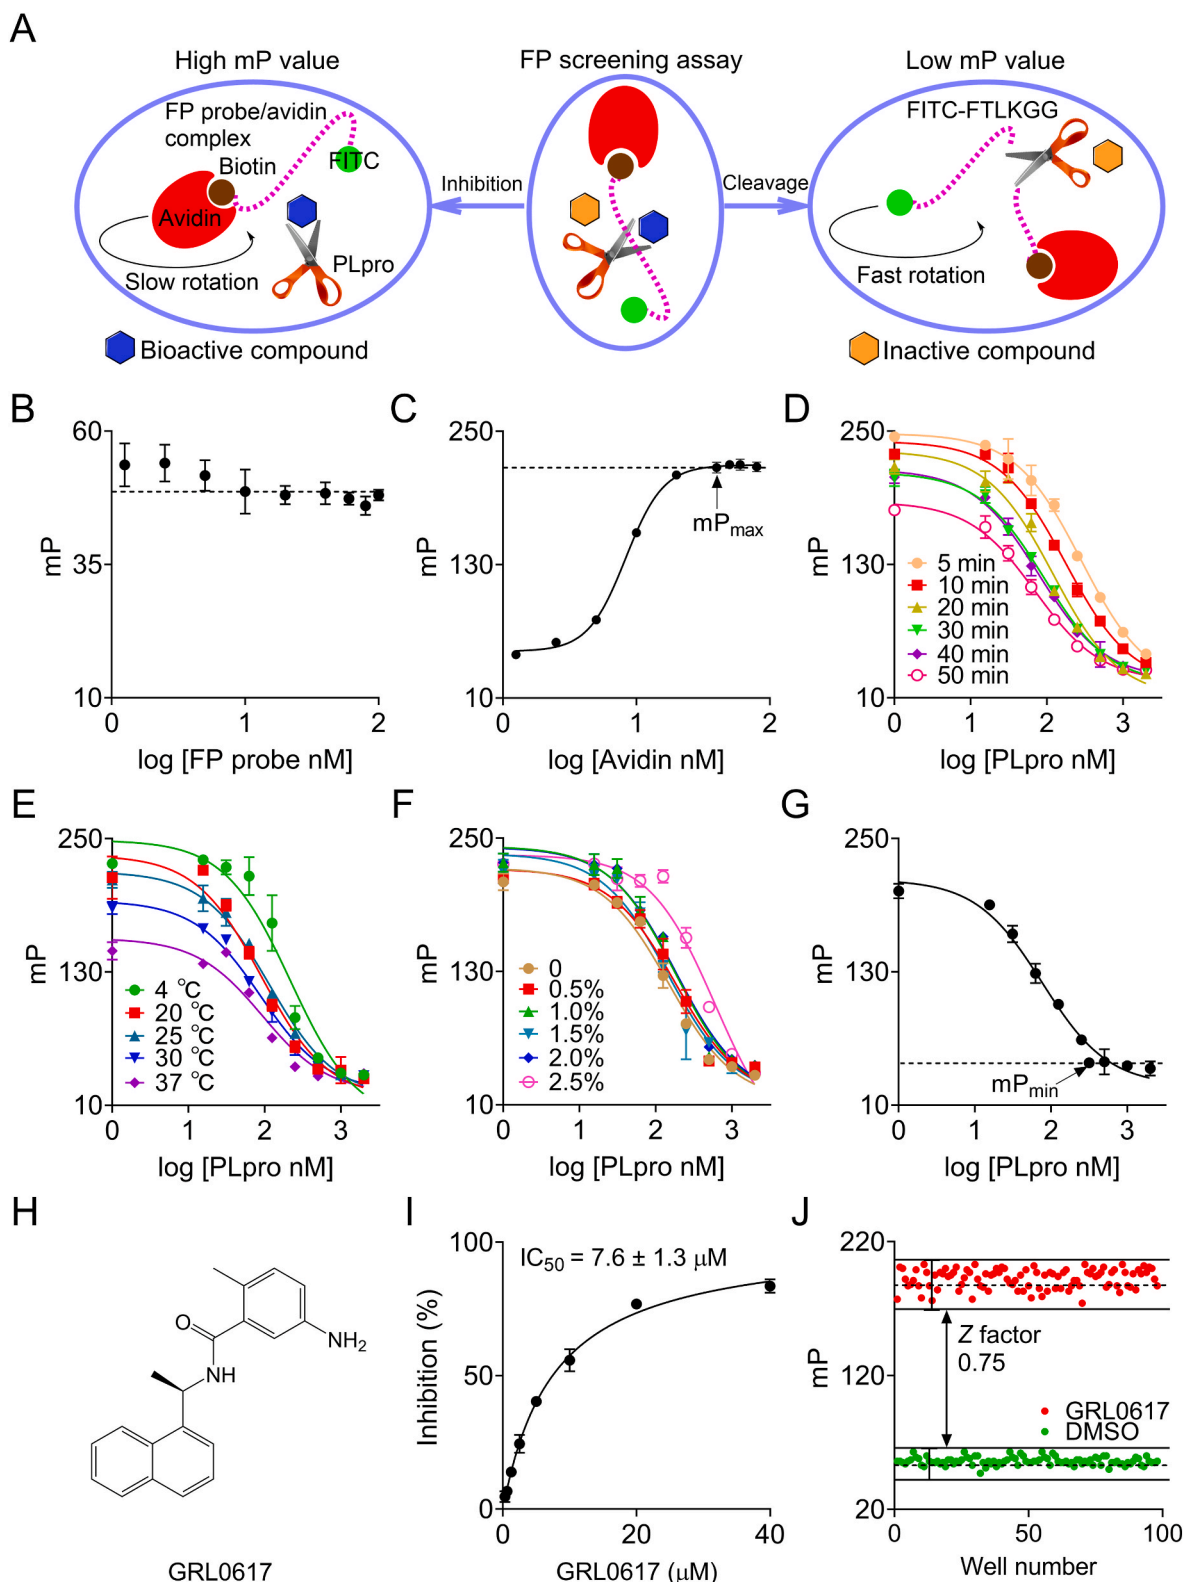 A
High mP value
FP screening assay
Low mP value
FP probe/avidin
complex
Biotin
FITC
Avidin
Slow rotation
PLpro
Bioactive compound
Inhibition
Cleavage
FITC-FTLKGG
Fast rotation
Inactive compound
B
60
35
10
mP
0 1 2
log [FP probe nM]
C
250
130
10
mP
mPmax
0 1 2
log [Avidin nM]
D
250
130
10
mP
5 min
10 min
20 min
30 min
40 min
50 min
0 1 2 3
log [PLpro nM]
E
250
130
10
mP
4 °C
20 °C
25 °C
30 °C
37 °C
0 1 2 3
log [PLpro nM]
F
250
130
10
mP
0
0.5%
1.0%
1.5%
2.0%
2.5%
0 1 2 3
log [PLpro nM]
G
250
130
10
mP
mPmin
0 1 2 3
log [PLpro nM]
H
O
NH
NH2
GRL0617
I
100
50
0
Inhibition (%)
IC50 = 7.6 ± 1.3 μM
0 20 40
GRL0617 (μM)
J
220
120
20
mP
Z factor
0.75
GRL0617
DMSO
0 50 100
Well number